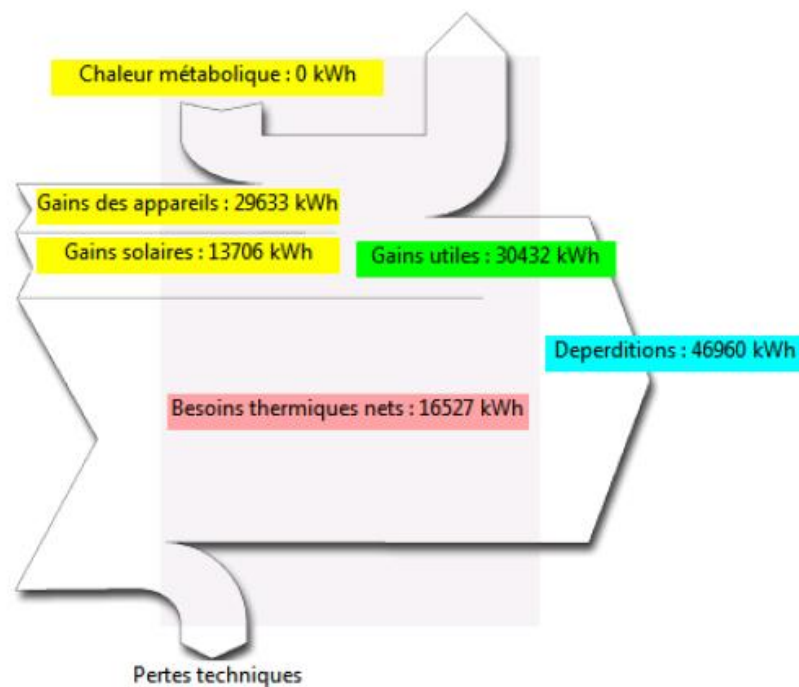 Chaleur métabolique : 0 kWh
Gains des appareils : 29633 kWh
Gains solaires : 13706 kWh
Gains utiles : 30432 kWh
Deperditions : 46960 kWh
Besoins thermiques nets : 16527 kWh
Pertes techniques